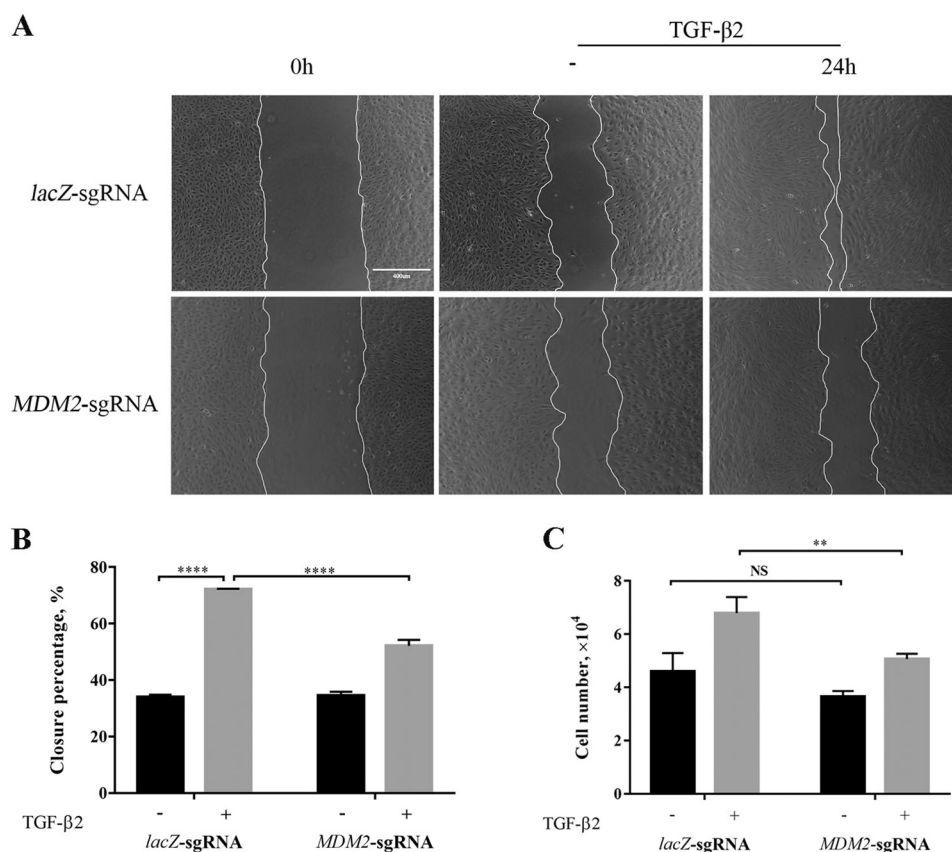 A
TGF-β2
0h
-
24h
lacZ-sgRNA
400um
MDM2-sgRNA
B
C
80
60
40
20
0
Closure percentage, %
****
****
TGF-β2
-
+
-
+
lacZ-sgRNA
MDM2-sgRNA
8
6
4
2
0
Cell number, ×10⁴
**
NS
TGF-β2
-
+
-
+
lacZ-sgRNA
MDM2-sgRNA